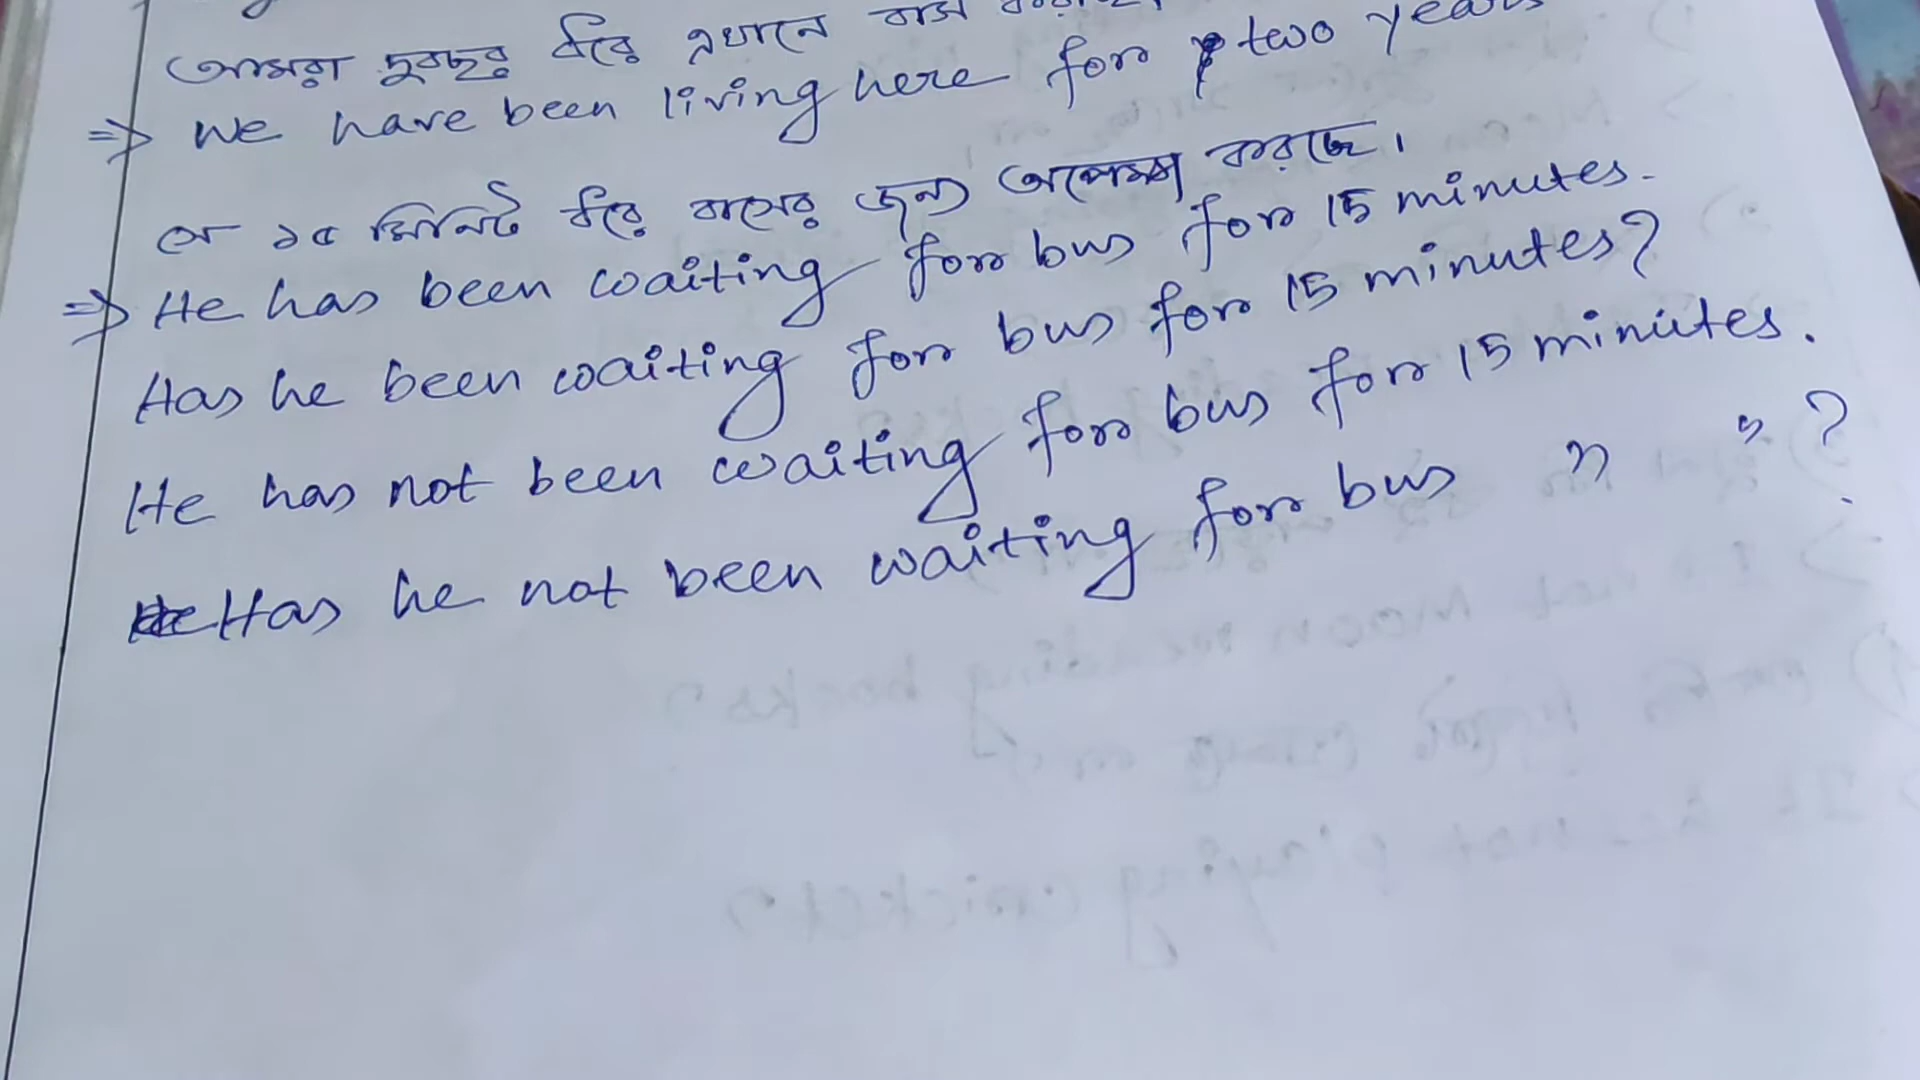 আমরা দুবছর ধরে এখানে বাস
=> We have been living here for two years
সে ১৫ মিনিট ধরে বাসের জন্য অপেক্ষা করছে।
=> He has been waiting for bus for 15 minutes.
Has he been waiting for bus for 15 minutes?
He has not been waiting for bus for 15 minutes.
Has he not been waiting for bus " " ?